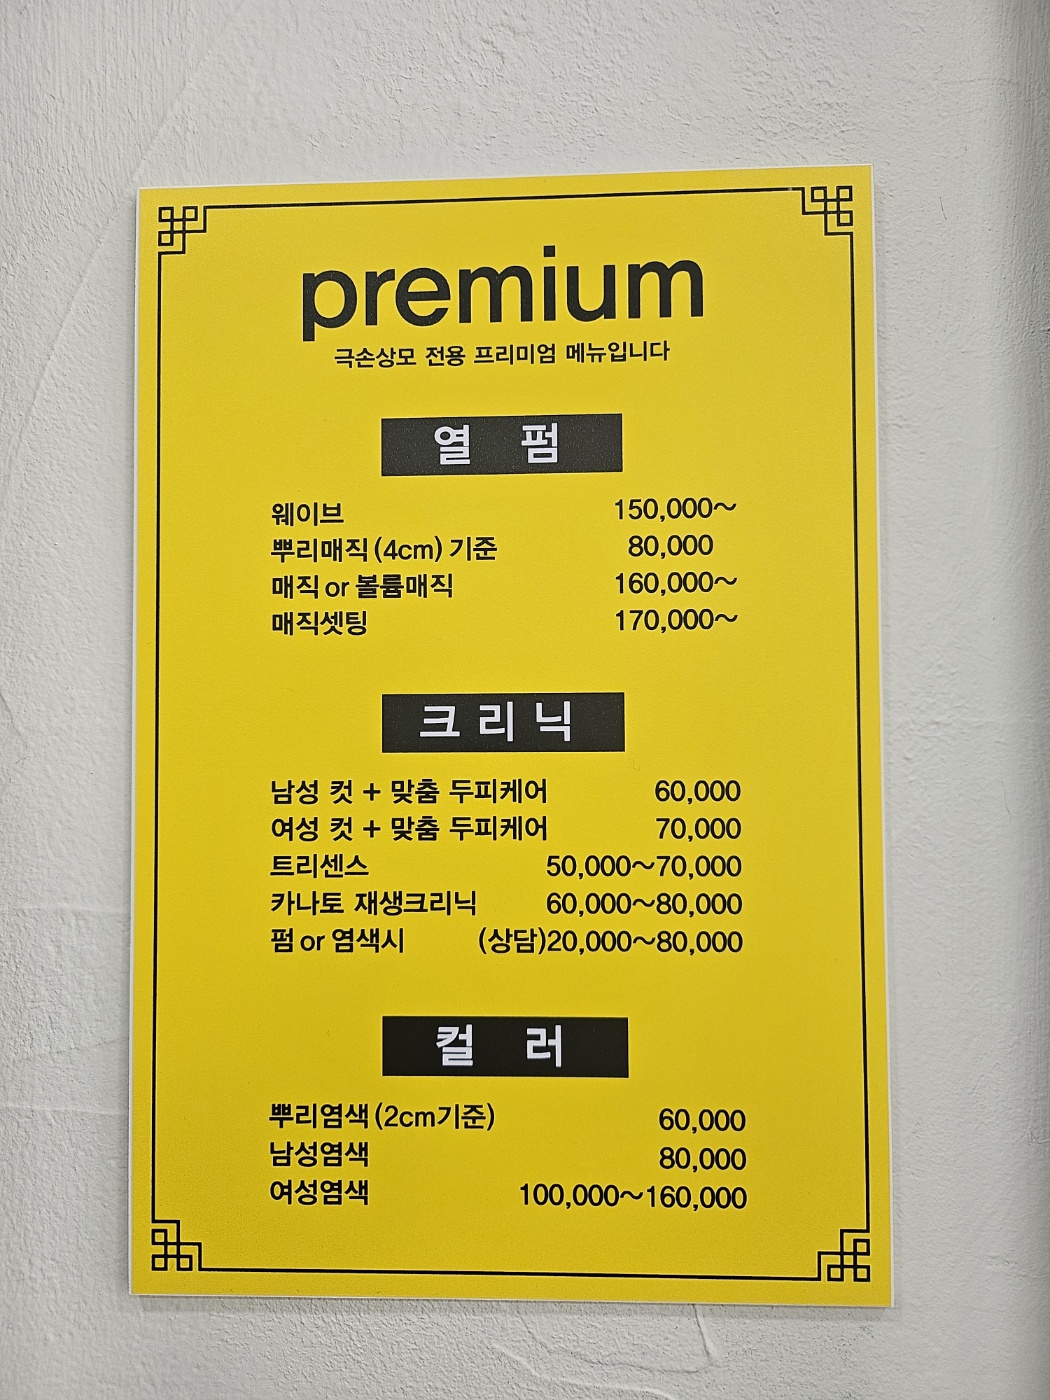 premium
극손상모 전용 프리미엄 메뉴입니다
열 펌
웨이브 150,000~
뿌리매직(4cm) 기준 80,000
매직 or 볼륨매직 160,000~
매직셋팅 170,000~
크리닉
남성 컷 + 맞춤 두피케어 60,000
여성 컷 + 맞춤 두피케어 70,000
트리센스 50,000~70,000
카나토 재생크리닉 60,000~80,000
펌 or 염색시 (상담)20,000~80,000
컬 러
뿌리염색(2cm기준) 60,000
남성염색 80,000
여성염색 100,000~160,000